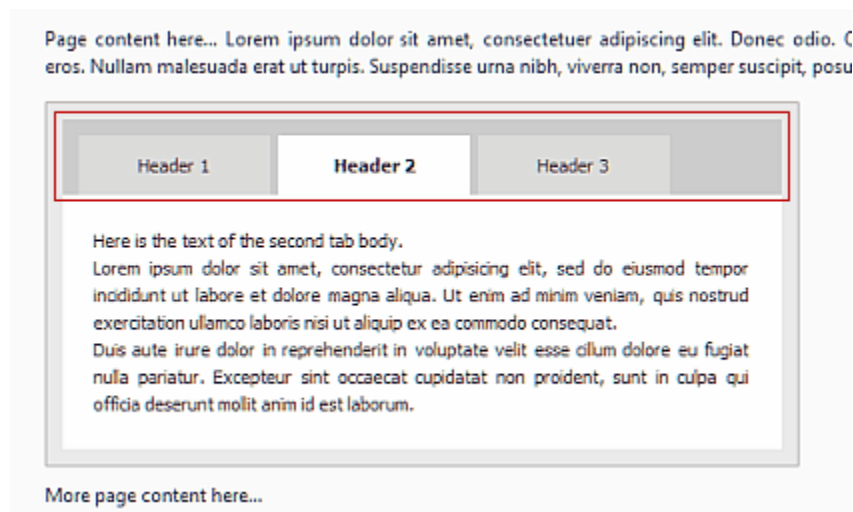 Page content here... Lorem ipsum dolor sit amet, consectetuer adipiscing elit. Donec odio.
eros. Nullam malesuada erat ut turpis. Suspendisse urna nibh, viverra non, semper suscipit, posu
Header 1 Header 2 Header 3
Here is the text of the second tab body.
Lorem ipsum dolor sit amet, consectetur adipisicing elit, sed do eiusmod tempor
incididunt ut labore et dolore magna aliqua. Ut enim ad minim veniam, quis nostrud
exercitation ullamco laboris nisi ut aliquip ex ea commodo consequat.
Duis aute irure dolor in reprehenderit in voluptate velit esse cillum dolore eu fugiat
nulla pariatur. Excepteur sint occaecat cupidatat non proident, sunt in culpa qui
officia deserunt mollit anim id est laborum.
More page content here...